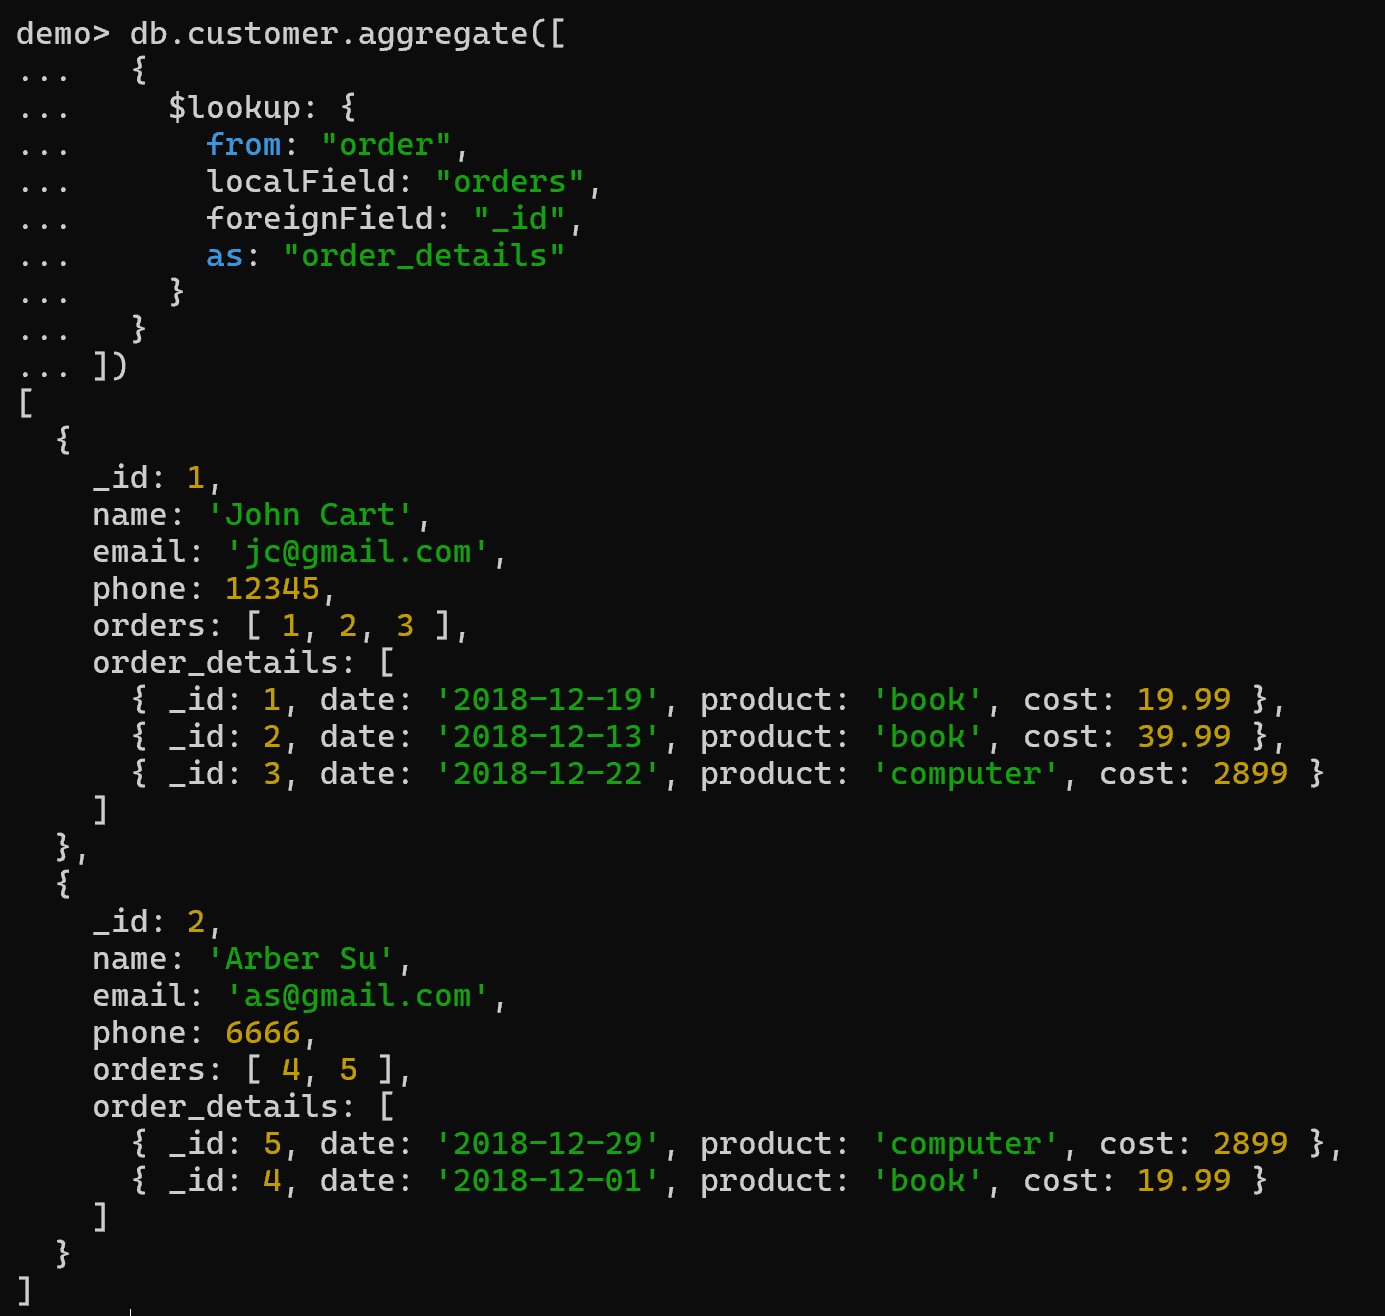 demo> db.customer.aggregate([
...   {
...     $lookup: {
...       from: "order",
...       localField: "orders",
...       foreignField: "_id",
...       as: "order_details"
...     }
...   }
... ])
[
  {
    _id: 1,
    name: 'John Cart',
    email: 'jc@gmail.com',
    phone: 12345,
    orders: [ 1, 2, 3 ],
    order_details: [
      { _id: 1, date: '2018-12-19', product: 'book', cost: 19.99 },
      { _id: 2, date: '2018-12-13', product: 'book', cost: 39.99 },
      { _id: 3, date: '2018-12-22', product: 'computer', cost: 2899 }
    ]
  },
  {
    _id: 2,
    name: 'Arber Su',
    email: 'as@gmail.com',
    phone: 6666,
    orders: [ 4, 5 ],
    order_details: [
      { _id: 5, date: '2018-12-29', product: 'computer', cost: 2899 },
      { _id: 4, date: '2018-12-01', product: 'book', cost: 19.99 }
    ]
  }
]